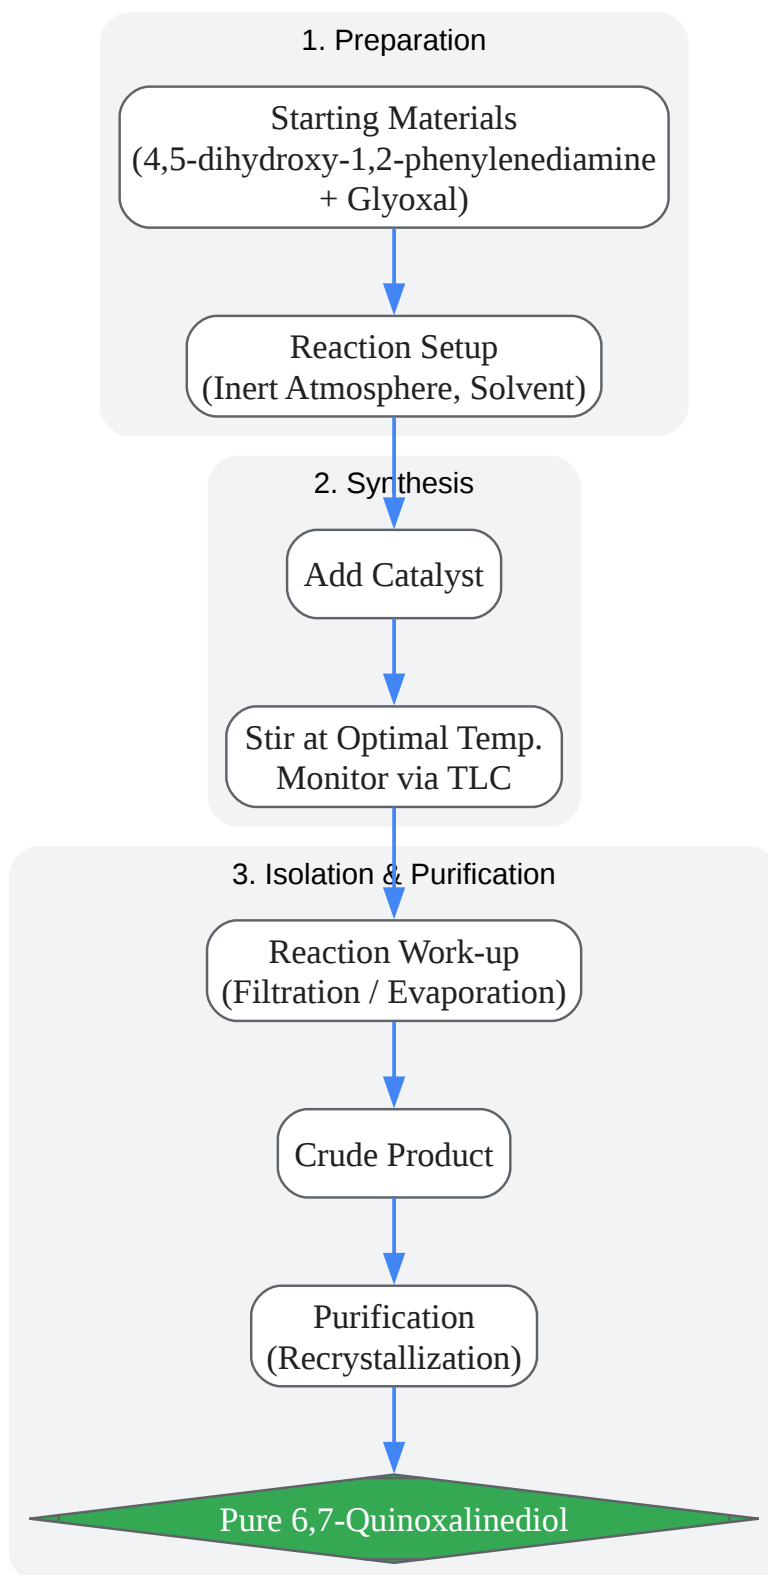 1. Preparation
Starting Materials
(4,5-dihydroxy-1,2-phenylenediamine
+ Glyoxal)
Reaction Setup
(Inert Atmosphere, Solvent)
2. Synthesis
Add Catalyst
Stir at Optimal Temp.
Monitor via TLC
3. Isolation & Purification
Reaction Work-up
(Filtration / Evaporation)
Crude Product
Purification
(Recrystallization)
Pure 6,7-Quinoxalinediol